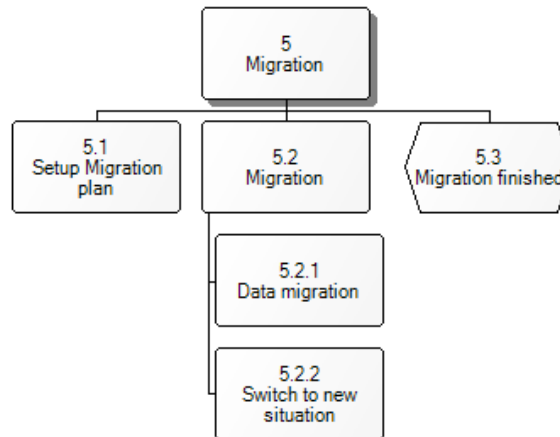 5
Migration
5.1
Setup Migration
plan
5.2
Migration
5.3
Migration finished
5.2.1
Data migration
5.2.2
Switch to new
situation